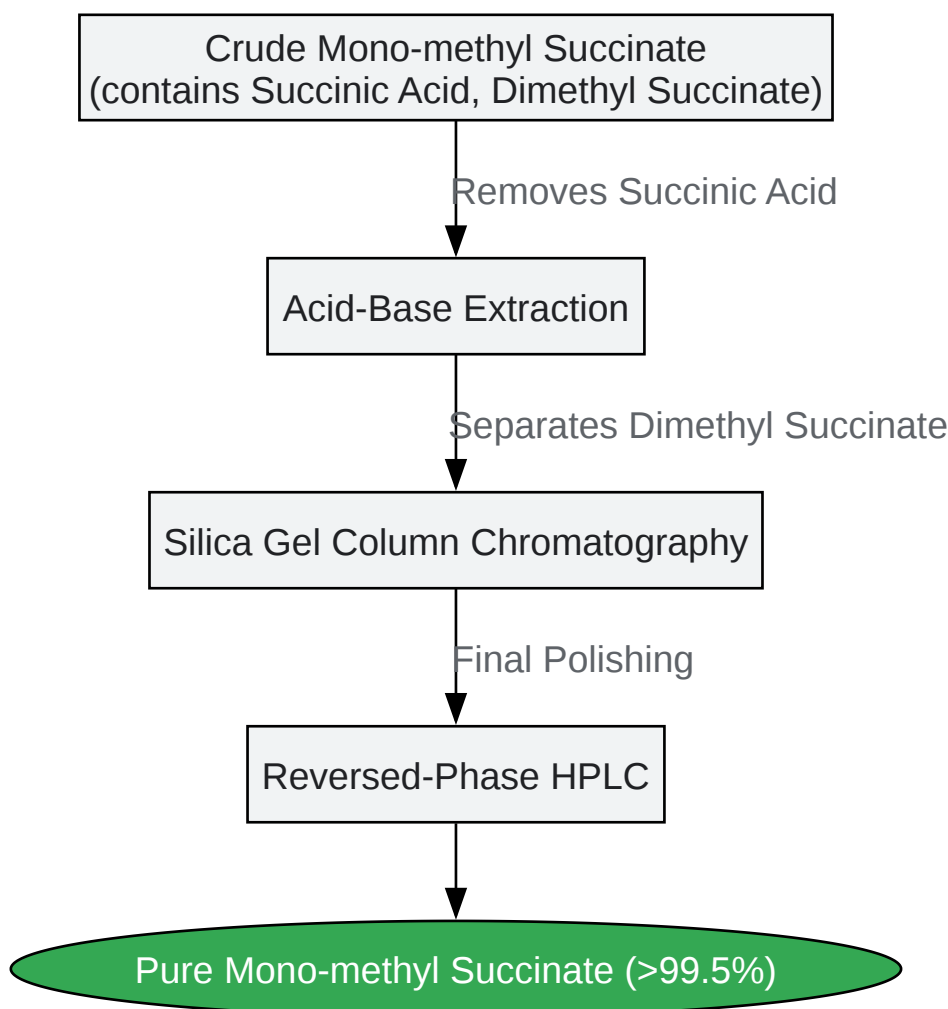 Crude Mono-methyl Succinate
(contains Succinic Acid, Dimethyl Succinate)
Removes Succinic Acid
Acid-Base Extraction
Separates Dimethyl Succinate
Silica Gel Column Chromatography
Final Polishing
Reversed-Phase HPLC
Pure Mono-methyl Succinate (>99.5%)